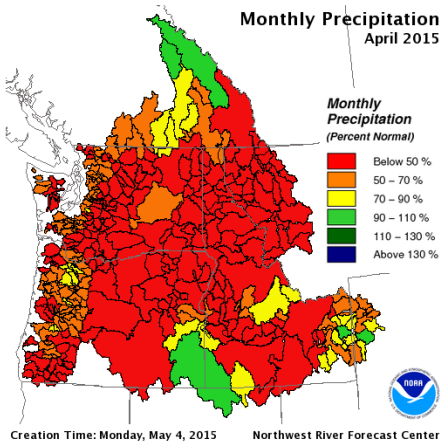 Monthly Precipitation
April 2015
Monthly
Precipitation
(Percent Normal)
Below 50 %
50 - 70 %
70 - 90 %
90 - 110 %
110 - 130 %
Above 130 %
NOAA
Creation Time: Monday, May 4, 2015
Northwest River Forecast Center